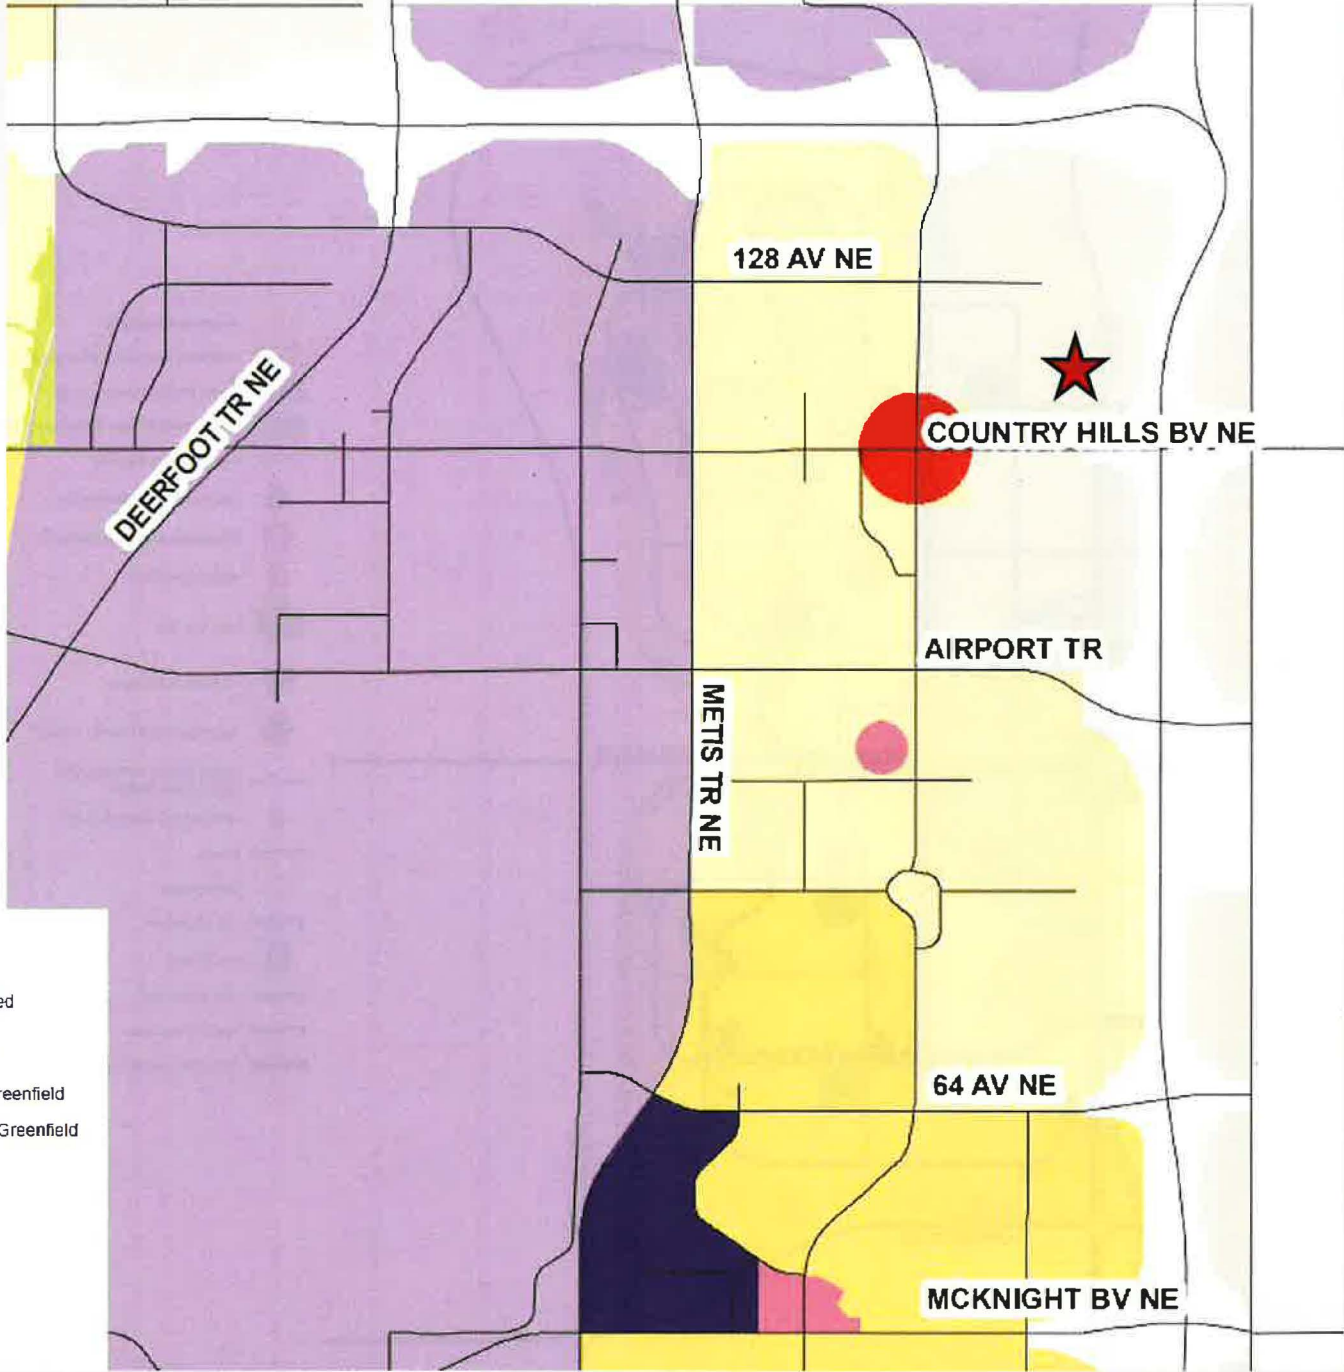 128 AV NE
DEERFOOT TR NE
COUNTRY HILLS BV NE
AIRPORT TR
METIS TR NE
ed
reenfield
Greenfield
64 AV NE
MCKNIGHT BV NE